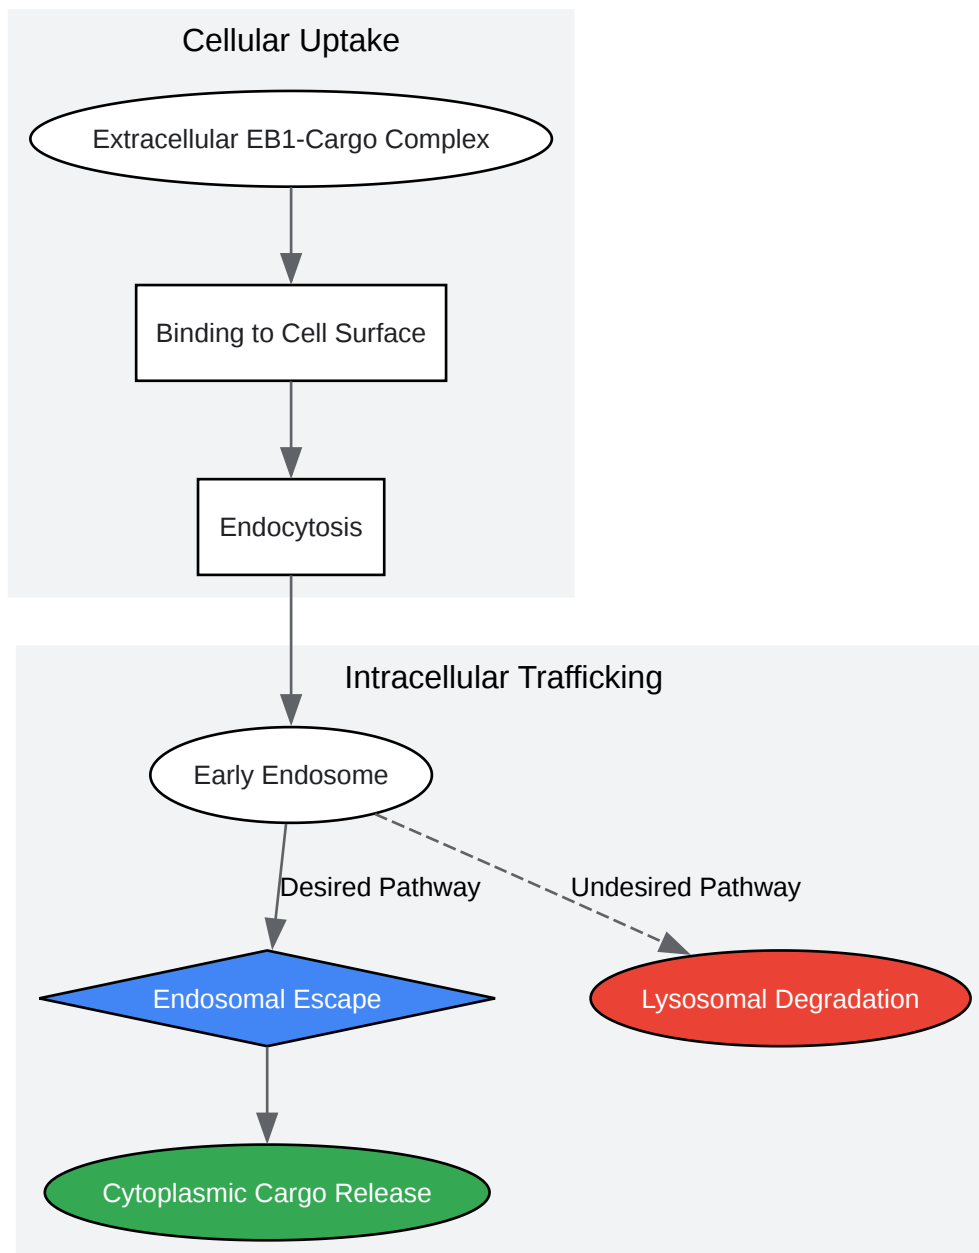 Cellular Uptake
Extracellular EB1-Cargo Complex
Binding to Cell Surface
Endocytosis
Intracellular Trafficking
Early Endosome
Desired Pathway
Undesired Pathway
Endosomal Escape
Lysosomal Degradation
Cytoplasmic Cargo Release